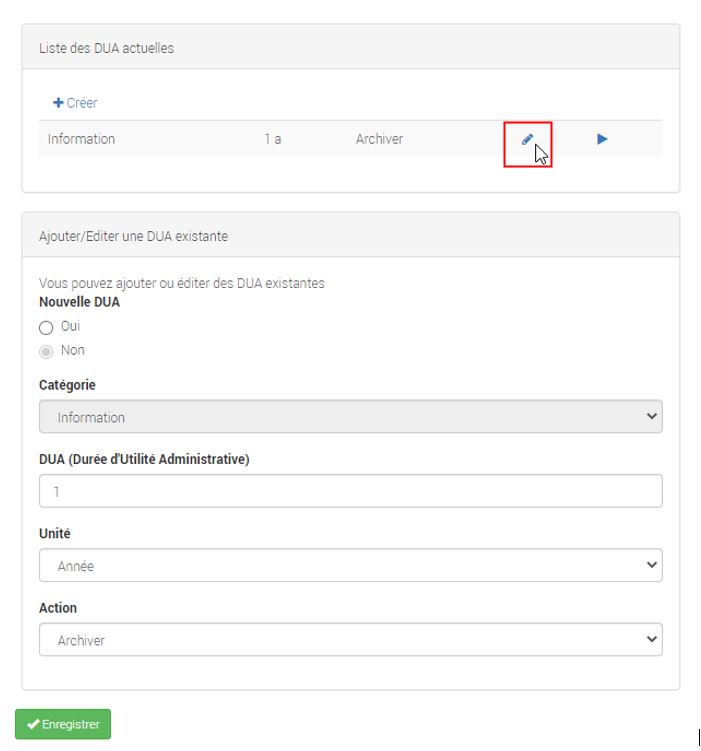 Liste des DUA actuelles
Créer
Information 1 a Archiver
Ajouter/Editer une DUA existante
Vous pouvez ajouter ou éditer des DUA existantes
Nouvelle DUA
Oui
Non
Catégorie
Information
DUA (Durée d'Utilité Administrative)
1
Unité
Année
Action
Archiver
Enregistrer